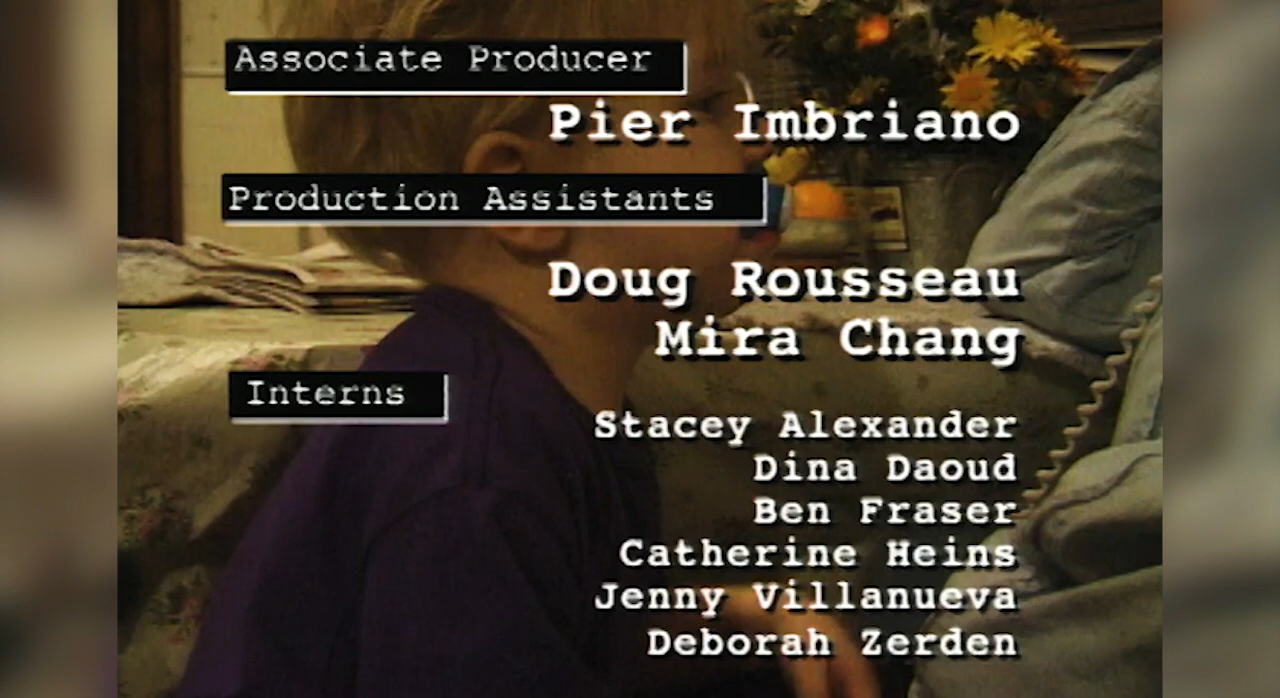 Associate Producer
Pier Imbriano
Production Assistants
Doug Rousseau
Mira Chang
Interns
Stacey Alexander
Dina Daoud
Ben Fraser
Catherine Heins
Jenny Villanueva
Deborah Zerden